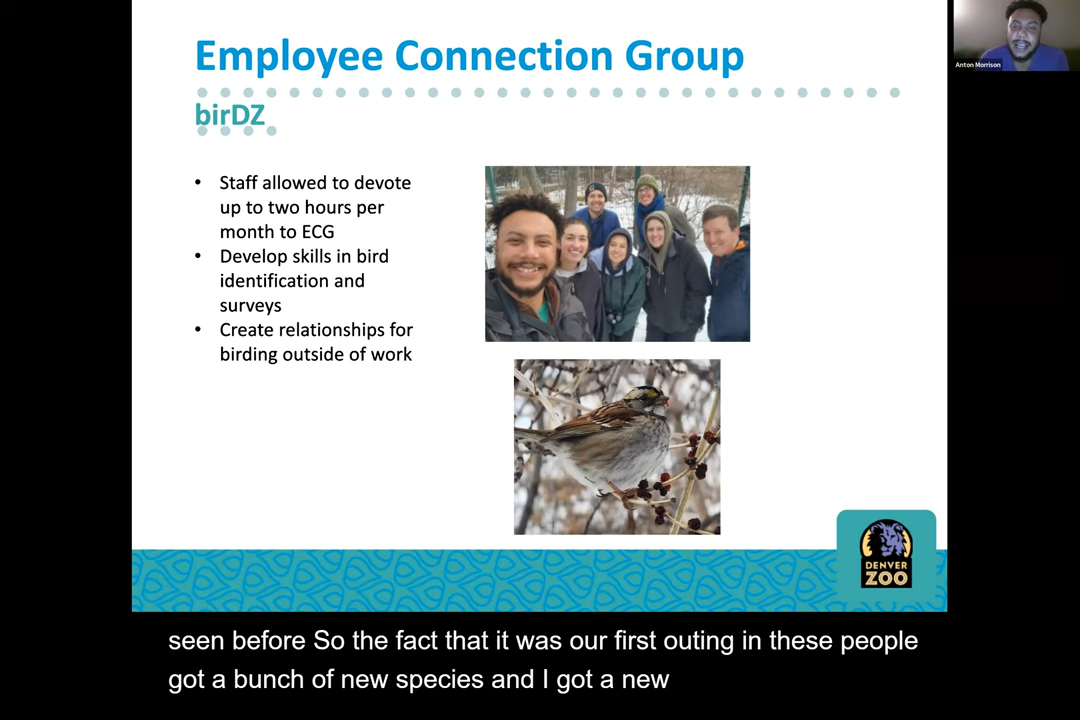 Employee Connection Group
birDZ
• Staff allowed to devote
up to two hours per
month to ECG
• Develop skills in bird
identification and
surveys
• Create relationships for
birding outside of work
Anton Morrison
DENVER
ZOO
seen before So the fact that it was our first outing in these people
got a bunch of new species and I got a new